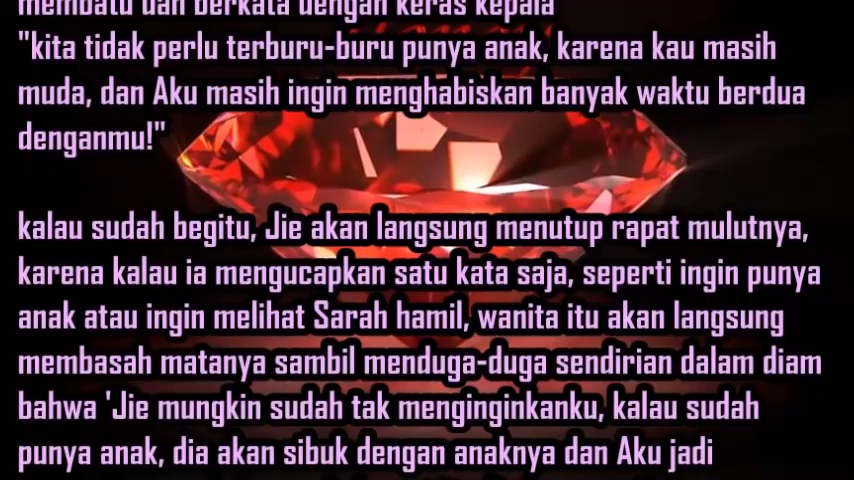 membatu dan berkata dengan keras kepala
"kita tidak perlu terburu-buru punya anak, karena kau masih
muda, dan Aku masih ingin menghabiskan banyak waktu berdua
denganmu!"
kalau sudah begitu, Jie akan langsung menutup rapat mulutnya,
karena kalau ia mengucapkan satu kata saja, seperti ingin punya
anak atau ingin melihat Sarah hamil, wanita itu akan langsung
membasah matanya sambil menduga-duga sendirian dalam diam
bahwa 'Jie mungkin sudah tak menginginkanku, kalau sudah
punya anak, dia akan sibuk dengan anaknya dan Aku jadi